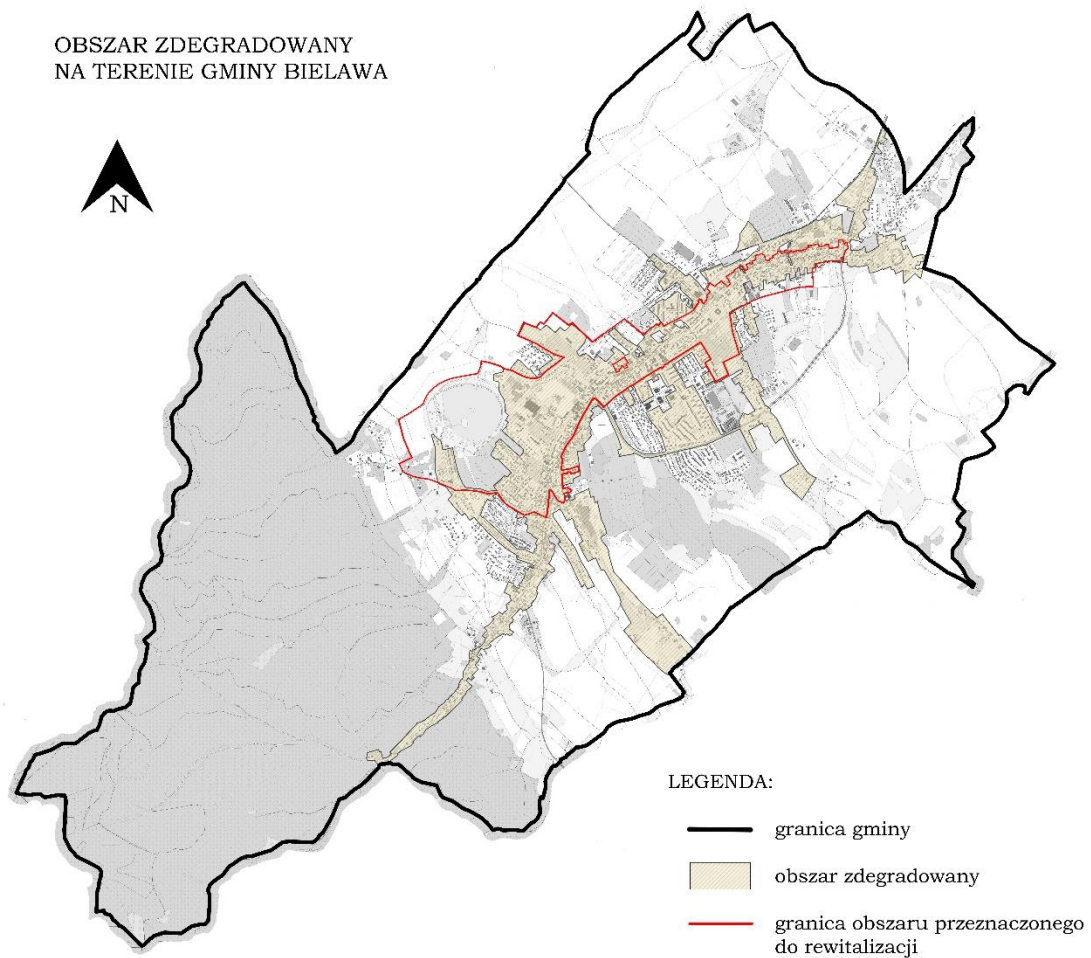 OBSZAR ZDEGRADOWANY
NA TERENIE GMINY BIELAWA
N
LEGENDA:
granica gminy
obszar zdegradowany
granica obszaru przeznaczonego
do rewitalizacji